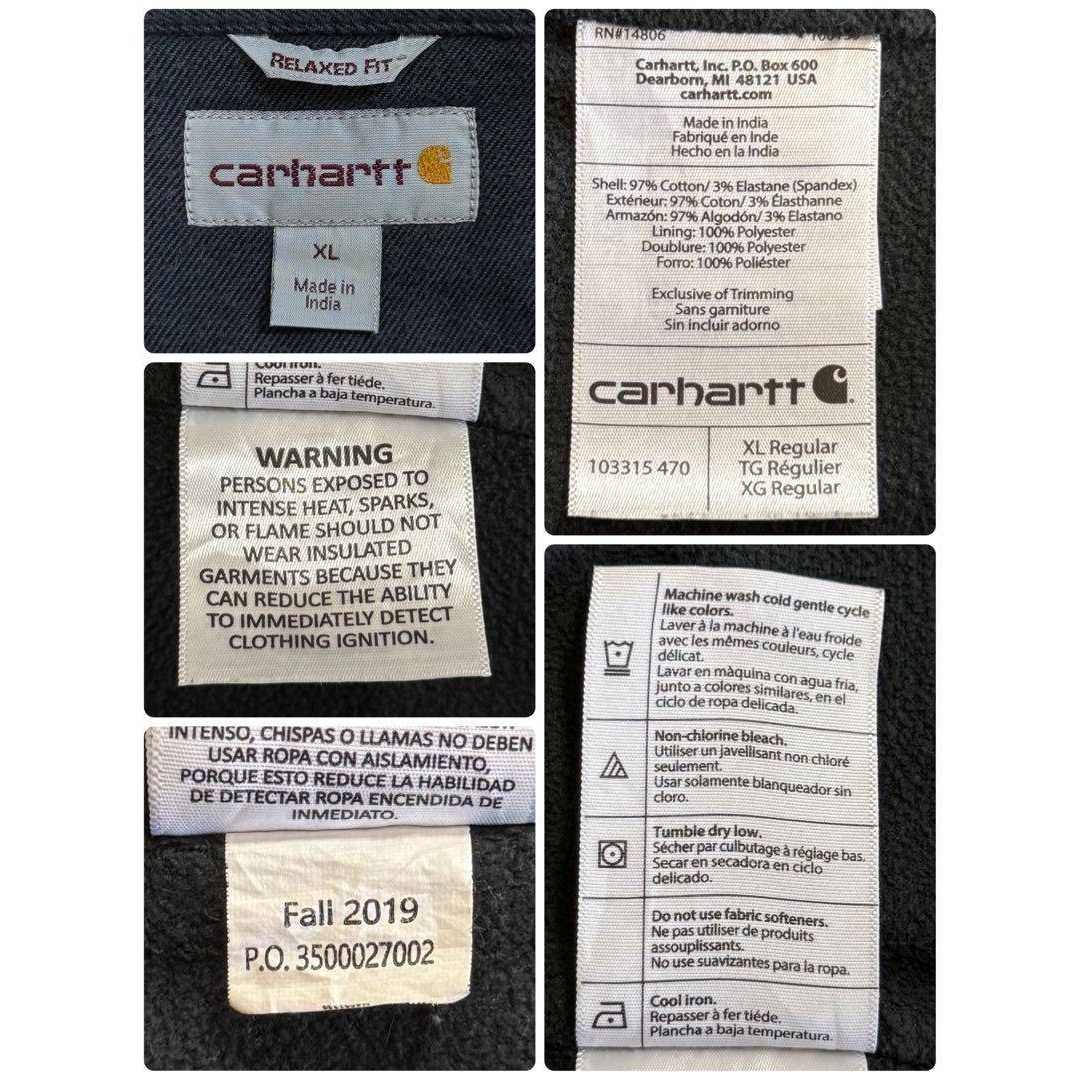 RELAXED FIT
carhartt
XL
Made in
India
RN#14806
Carhartt, Inc. P.O. Box 600
Dearborn, MI 48121 USA
carhartt.com
Made in India
Fabriqué en Inde
Hecho en la India
Shell: 97% Cotton/ 3% Elastane (Spandex)
Extérieur: 97% Coton/ 3% Élasthanne
Armazón: 97% Algodón/ 3% Elastano
Lining: 100% Polyester
Doublure: 100% Polyester
Forro: 100% Poliéster
Exclusive of Trimming
Sans garniture
Sin incluir adorno
carhartt
103315 470
XL Regular
TG Régulier
XG Regular
Cool iron.
Repasser à fer tiéde.
Plancha a baja temperatura.
WARNING
PERSONS EXPOSED TO
INTENSE HEAT, SPARKS,
OR FLAME SHOULD NOT
WEAR INSULATED
GARMENTS BECAUSE THEY
CAN REDUCE THE ABILITY
TO IMMEDIATELY DETECT
CLOTHING IGNITION.
INTENSO, CHISPAS O LLAMAS NO DEBEN
USAR ROPA CON AISLAMIENTO,
PORQUE ESTO REDUCE LA HABILIDAD
DE DETECTAR ROPA ENCENDIDA DE
INMEDIATO.
Fall 2019
P.O. 3500027002
Machine wash cold gentle cycle
like colors.
Laver à la machine à l'eau froide
avec les mêmes couleurs, cycle
délicat.
Lavar en màquina con agua fria,
junto a colores similares, en el
ciclo de ropa delicada.
Non-chlorine bleach.
Utiliser un javellisant non chloré
seulement.
Usar solamente blanqueador sin
cloro.
Tumble dry low.
Sécher par culbutage à réglage bas.
Secar en secadora en ciclo
delicado.
Do not use fabric softeners.
Ne pas utiliser de produits
assouplissants.
No use suavizantes para la ropa.
Cool iron.
Repasser à fer tiéde.
Plancha a baja temperatura.